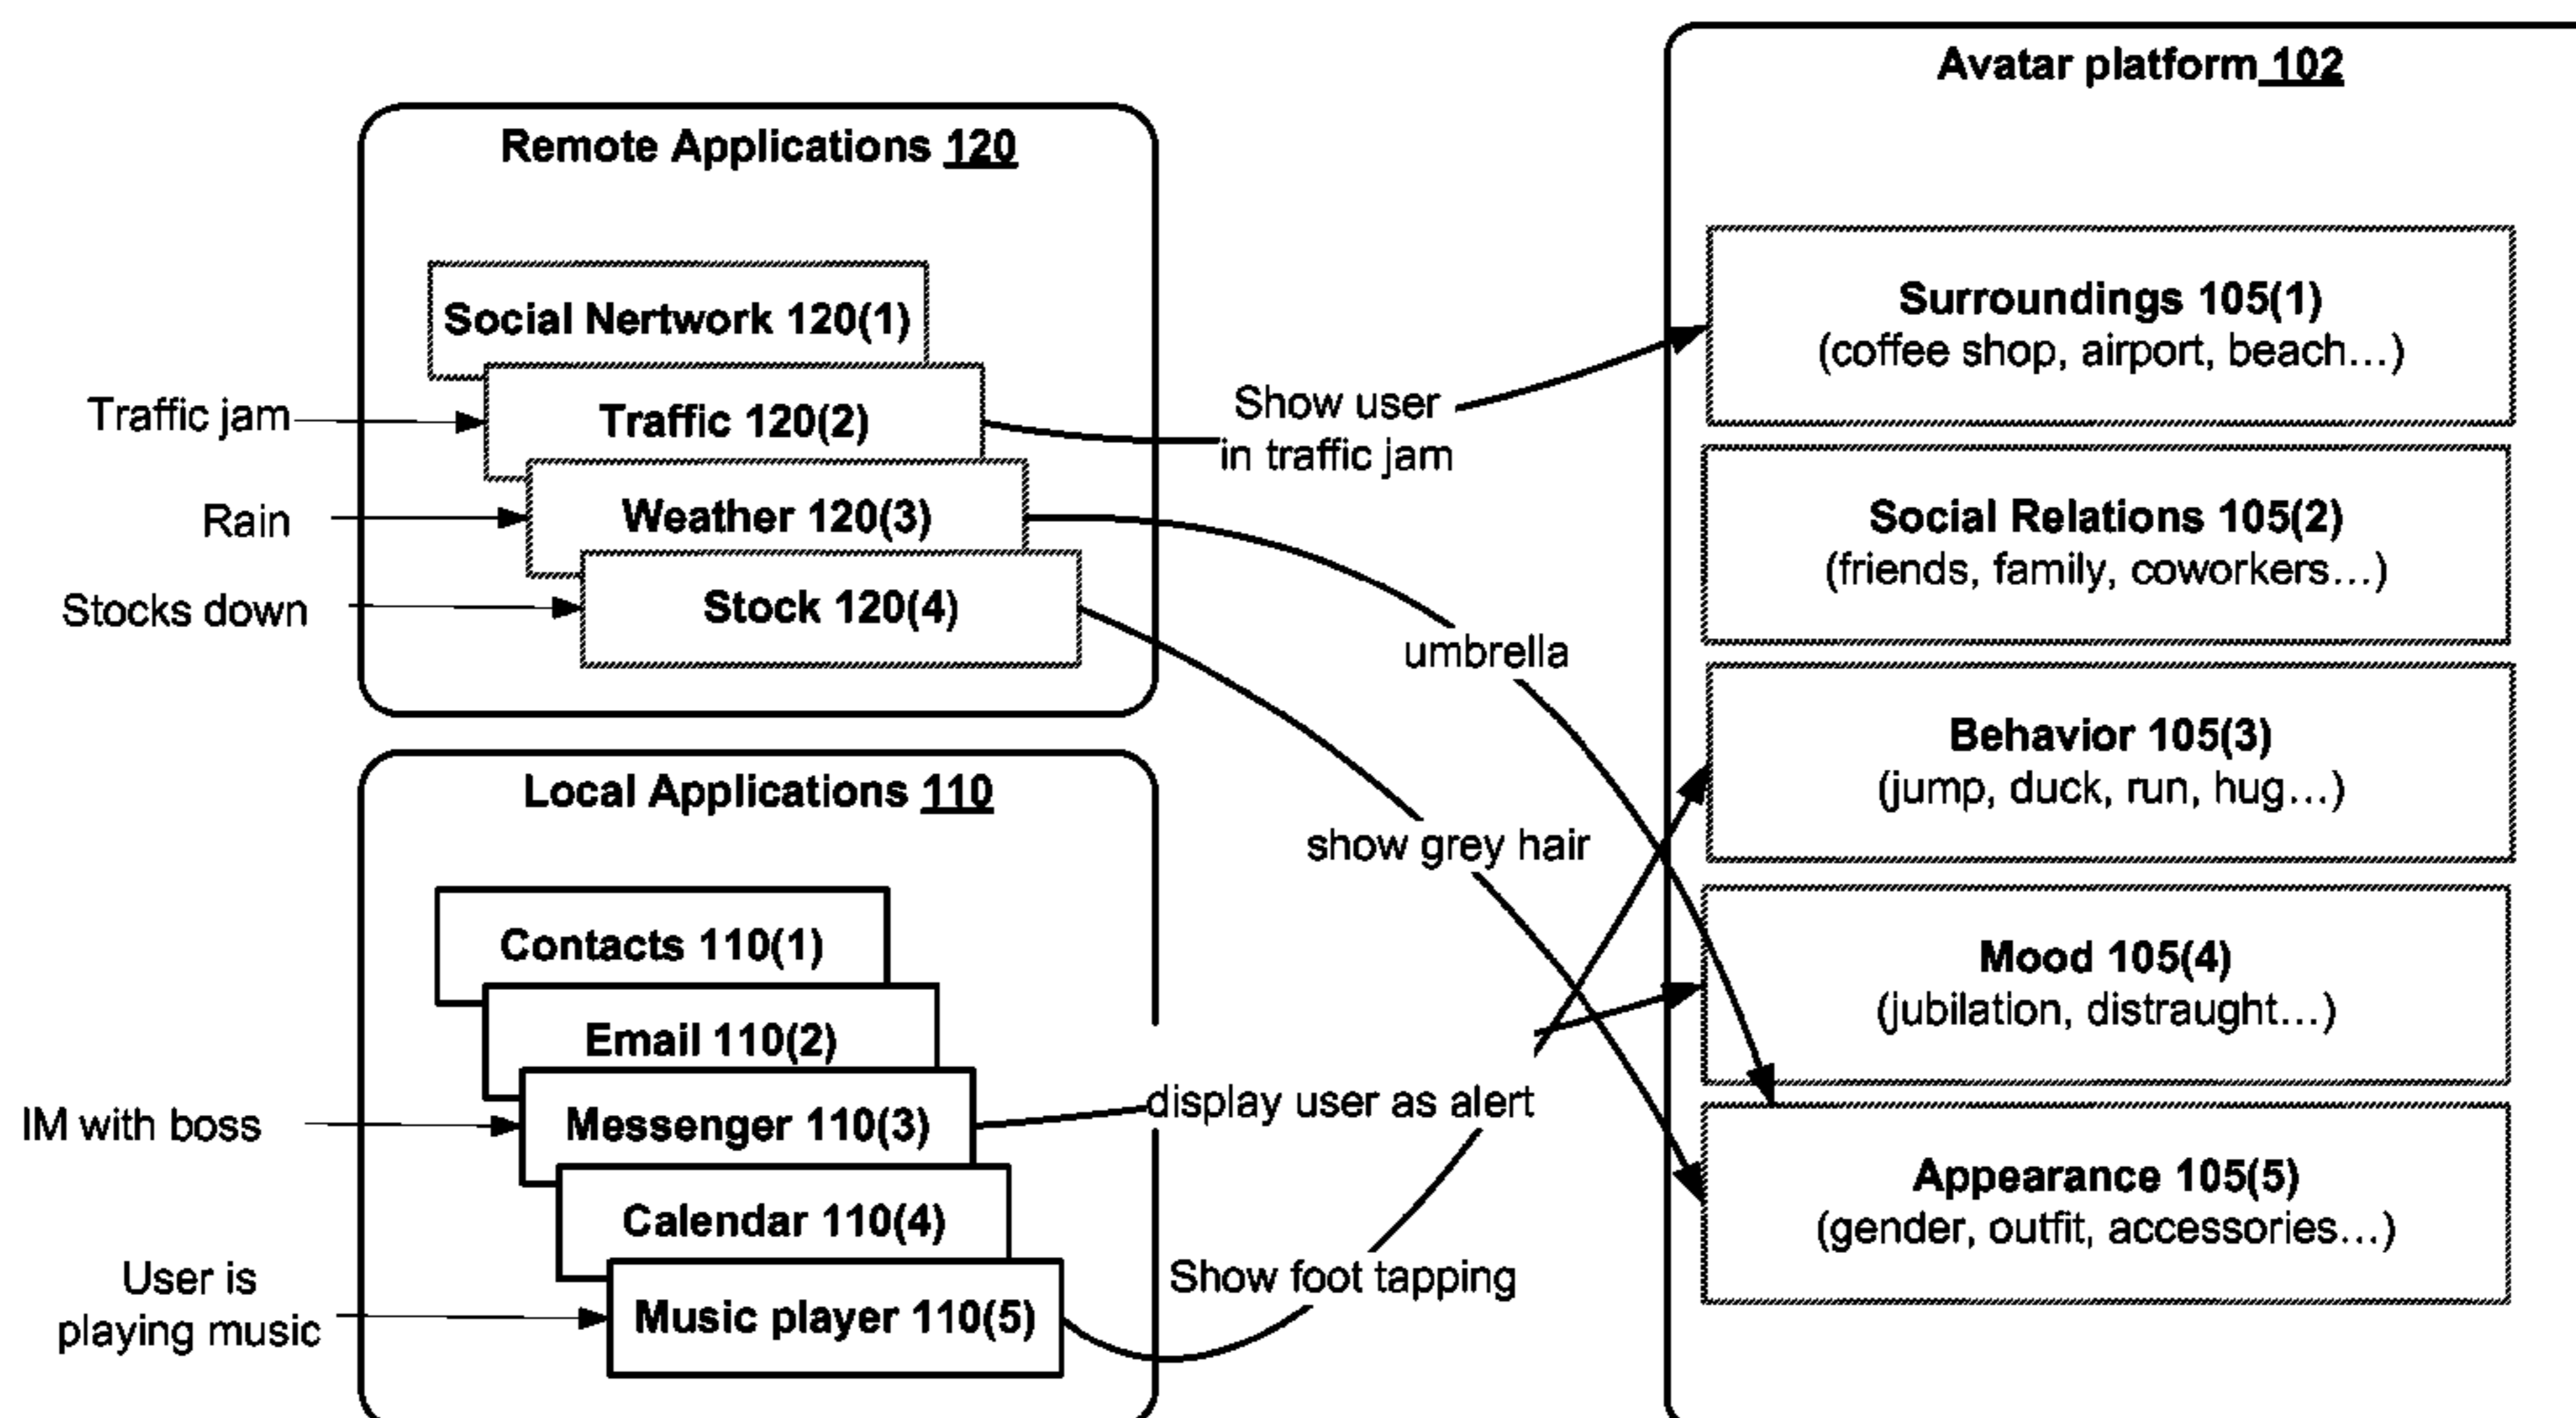 Avatar platform 102
Remote Applications 120
Social Nertwork 120(1)
Traffic jam
Traffic 120(2)
Show user
in traffic jam
Rain
Weather 120(3)
umbrella
Stocks down
Stock 120(4)
show grey hair
Local Applications 110
Contacts 110(1)
Email 110(2)
IM with boss
Messenger 110(3)
display user as alert
Calendar 110(4)
User is
playing music
Music player 110(5)
Show foot tapping
Surroundings 105(1)
(coffee shop, airport, beach...)
Social Relations 105(2)
(friends, family, coworkers...)
Behavior 105(3)
(jump, duck, run, hug...)
Mood 105(4)
(jubilation, distraught...)
Appearance 105(5)
(gender, outfit, accessories...)